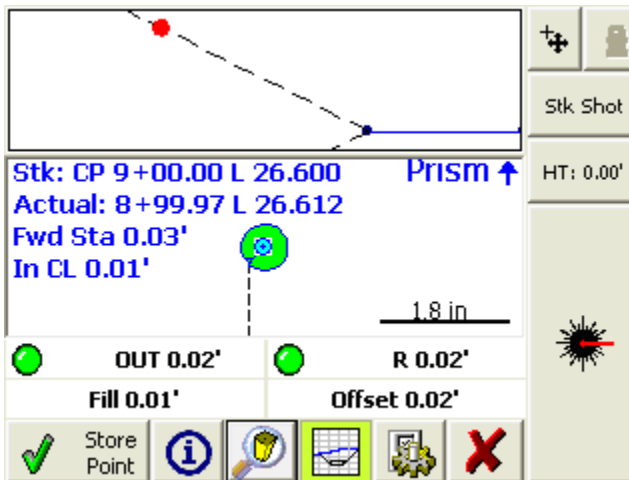 Stk Shot
Stk: CP 9+00.00 L 26.600
Prism
HT: 0.00'
Actual: 8+99.97 L 26.612
Fwd Sta 0.03'
In CL 0.01'
1.8 in
OUT 0.02'
R 0.02'
Fill 0.01'
Offset 0.02'
Store
Point